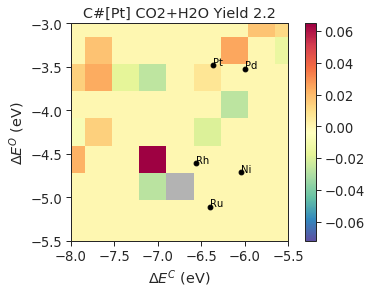 C#[Pt] CO2+H2O Yield 2.2
−3.0
−3.5
−4.0
−4.5
−5.0
−5.5
ΔE^O (eV)
Pt
Pd
Rh
Ni
Ru
−8.0 −7.5 −7.0 −6.5 −6.0 −5.5
ΔE^C (eV)
0.06
0.04
0.02
0.00
−0.02
−0.04
−0.06